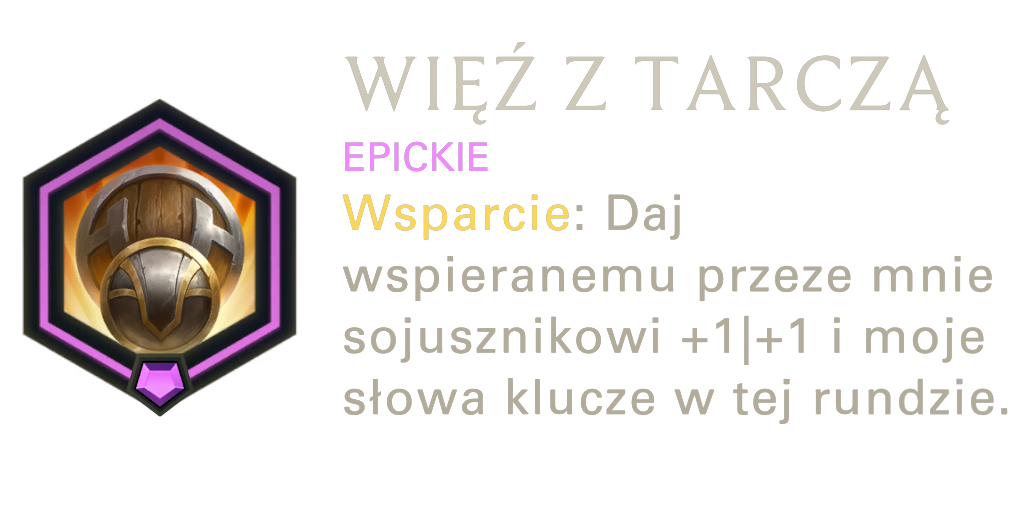 WIĘŹ Z TARCZĄ
EPICKIE
Wsparcie: Daj
wspieranemu przeze mnie
sojusznikowi +1|+1 i moje
słowa klucze w tej rundzie.